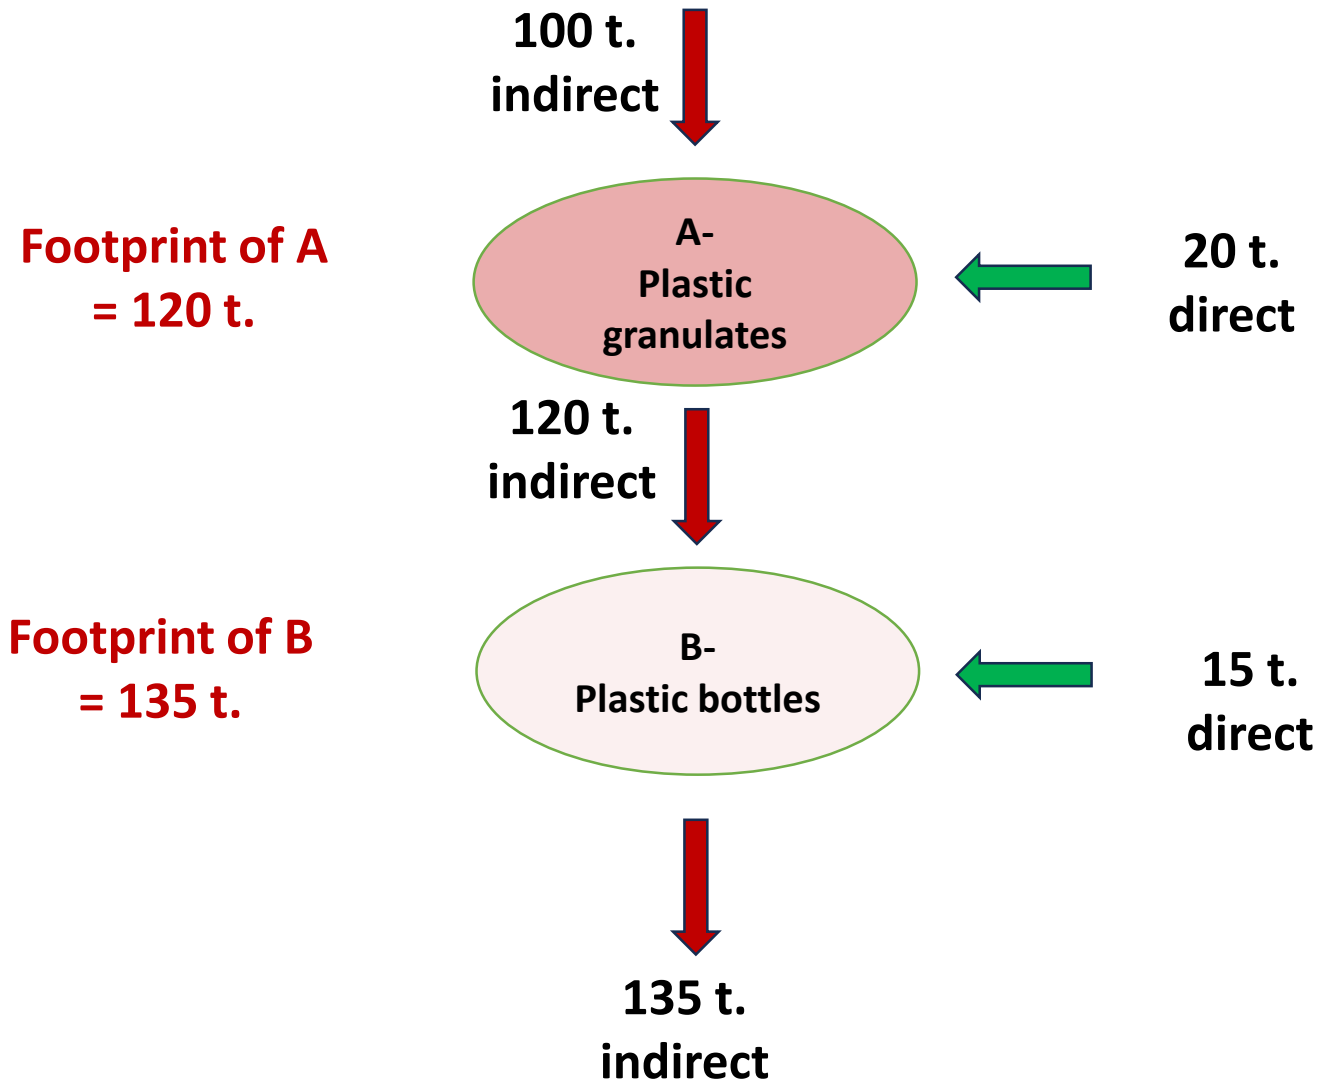 100 t.
indirect
Footprint of A
= 120 t.
A-
Plastic
granulates
20 t.
direct
120 t.
indirect
Footprint of B
= 135 t.
B-
Plastic bottles
15 t.
direct
135 t.
indirect